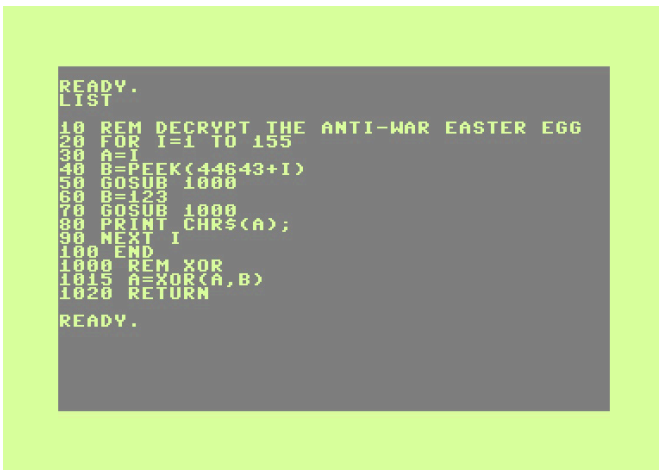 READY.
LIST
10 REM DECRYPT THE ANTI-WAR EASTER EGG
20 FOR I=1 TO 155
30 A=I
40 B=PEEK(44643+I)
50 GOSUB 1000
60 B=123
70 GOSUB 1000
80 PRINT CHR$(A);
90 NEXT I
100 END
1000 REM XOR
1015 A=XOR(A,B)
1020 RETURN
READY.